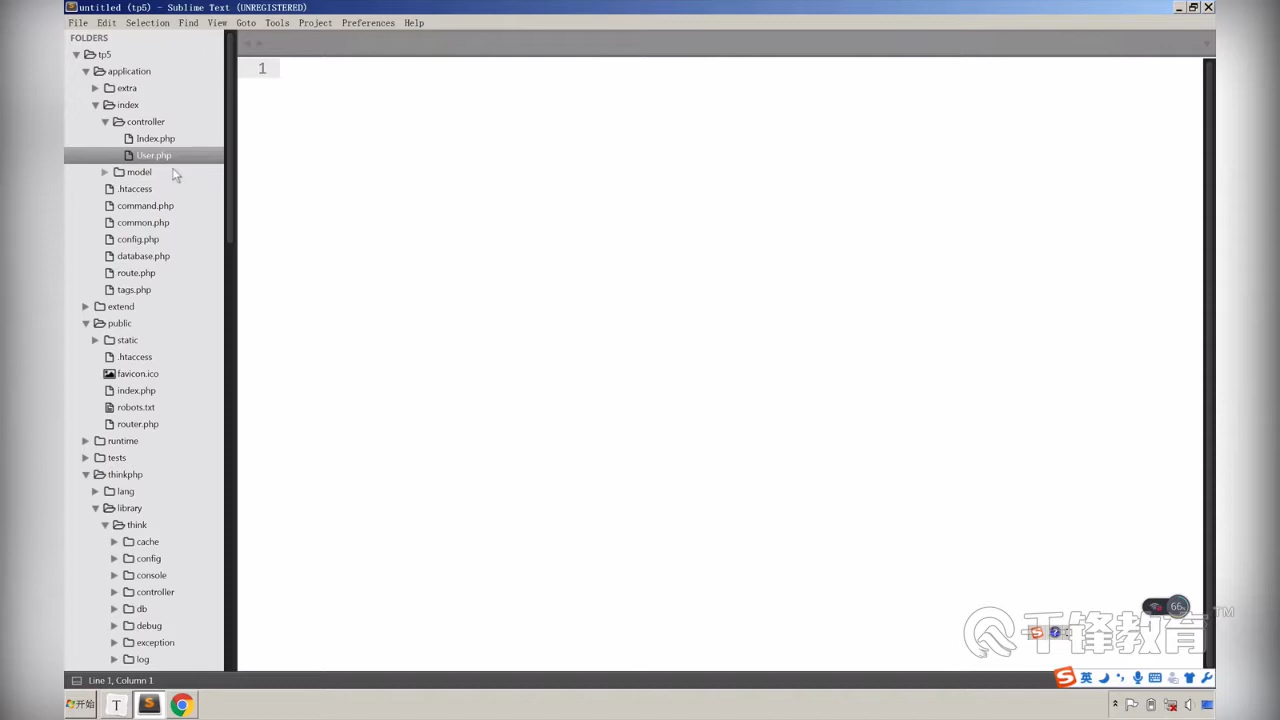 untitled (tp5) - Sublime Text (UNREGISTERED)
File Edit Selection Find View Goto Tools Project Preferences Help
FOLDERS
tp5
application
extra
index
controller
Index.php
User.php
model
.htaccess
command.php
common.php
config.php
database.php
route.php
tags.php
extend
public
static
.htaccess
favicon.ico
index.php
robots.txt
router.php
runtime
tests
thinkphp
lang
library
think
cache
config
console
controller
db
debug
exception
log
1
66
千锋教育™
英
Line 1, Column 1
开始